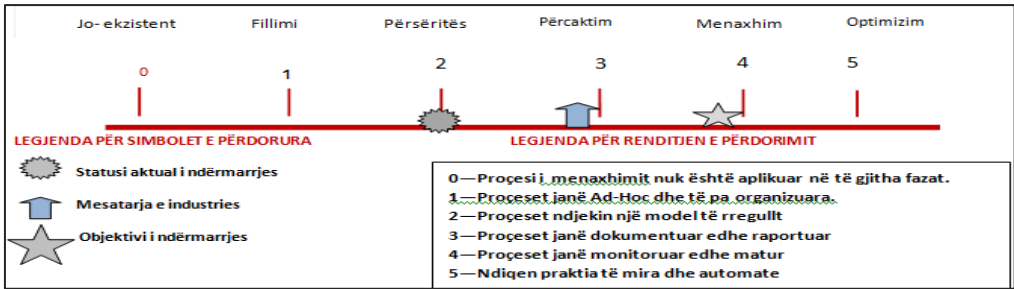 Jo- ekzistent Fillimi Përsëritës Përcaktim Menaxhim Optimizim
0 1 2 3 4 5
LEGJENDA PËR SIMBOLET E PËRDORURA LEGJENDA PËR RENDITJEN E PËRDORIMIT
Statusi aktual i ndërmarrjes
Mesatarja e industries
Objektivi i ndërmarrjes
0—Proçesi i menaxhimit nuk është aplikuar në të gjitha fazat.
1—Proçeset janë Ad-Hoc dhe të pa organizuara.
2—Proçeset ndjekin një model të rregullt
3—Proçeset janë dokumentuar edhe raportuar
4—Proçeset janë monitoruar edhe matur
5—Ndiqen praktia të mira dhe automate